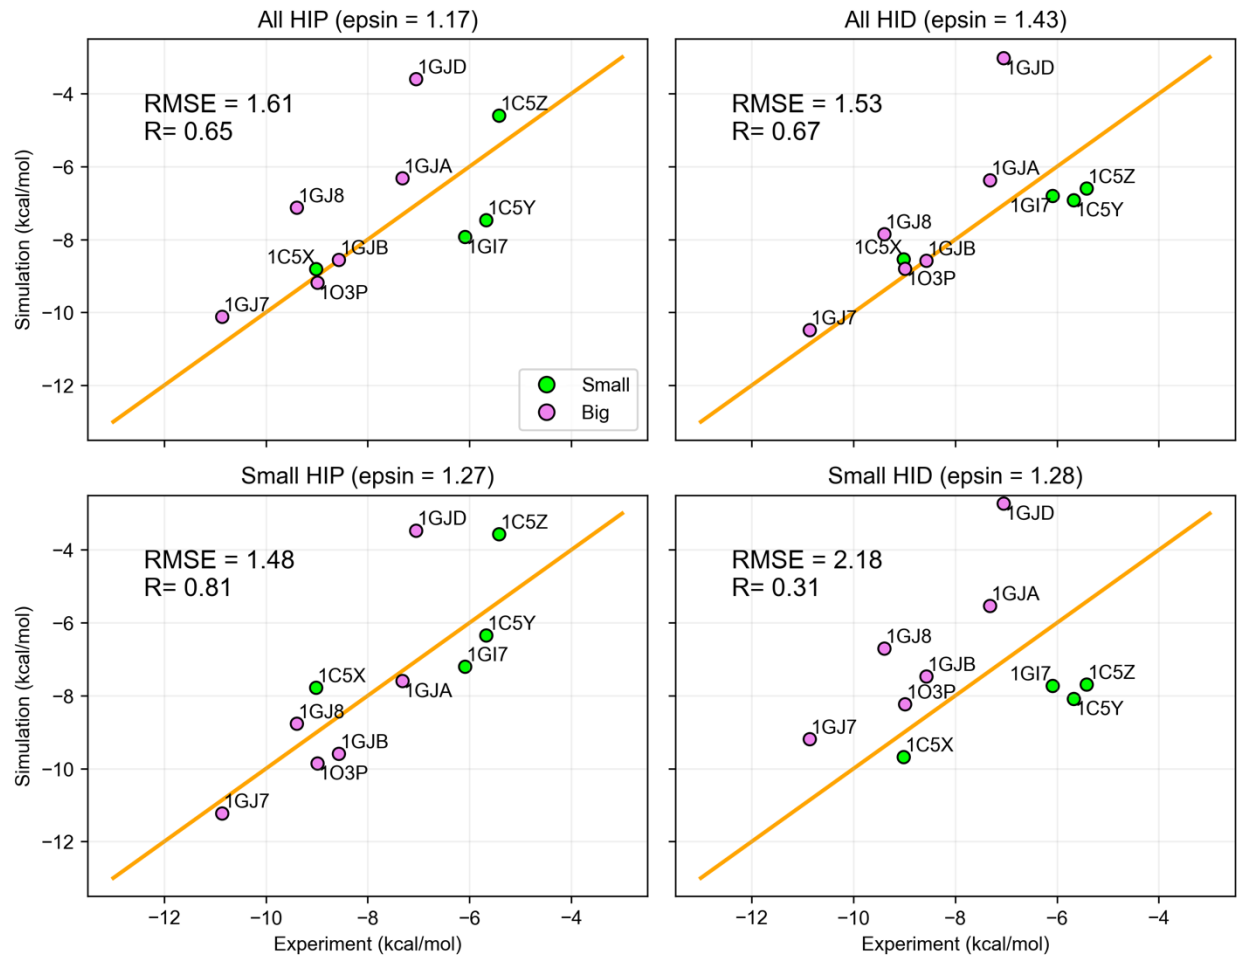 All HIP (epsin = 1.17)
All HID (epsin = 1.43)
Simulation (kcal/mol)
−4
−6
−8
−10
−12
RMSE = 1.61
R= 0.65
1GJD
1C5Z
1GJA
1GJ8
1C5Y
1GI7
1GJB
1C5X
1O3P
1GJ7
Small
Big
RMSE = 1.53
R= 0.67
1GJD
1GJA
1C5Z
1GI7
1C5Y
1GJ8
1C5X
1GJB
1O3P
1GJ7
Small HIP (epsin = 1.27)
Small HID (epsin = 1.28)
Simulation (kcal/mol)
−4
−6
−8
−10
−12
RMSE = 1.48
R= 0.81
1GJD
1C5Z
1C5Y
1GI7
1C5X
1GJA
1GJ8
1GJB
1O3P
1GJ7
−12
−10
−8
−6
−4
Experiment (kcal/mol)
RMSE = 2.18
R= 0.31
1GJD
1GJA
1GJ8
1GJB
1GI7
1C5Z
1O3P
1C5Y
1GJ7
1C5X
−12
−10
−8
−6
−4
Experiment (kcal/mol)